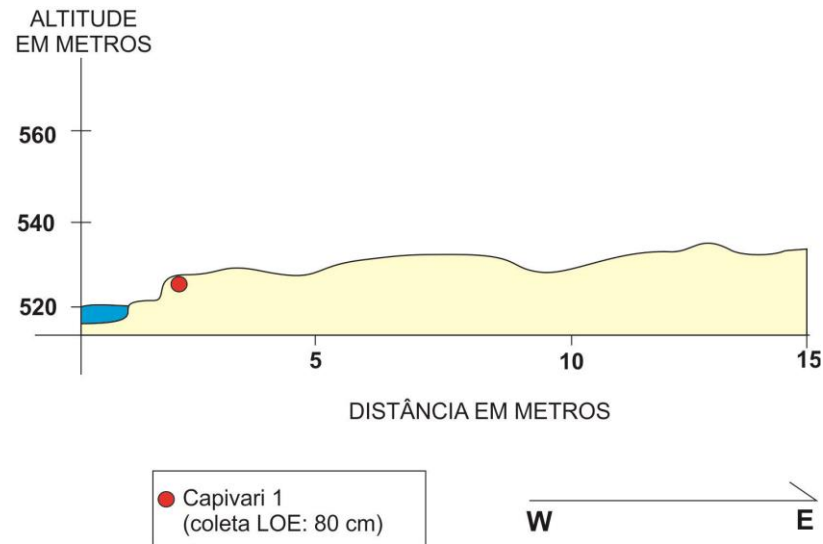 ALTITUDE
EM METROS
560
540
520
5
10
15
DISTÂNCIA EM METROS
Capivari 1
(coleta LOE: 80 cm)
W
E